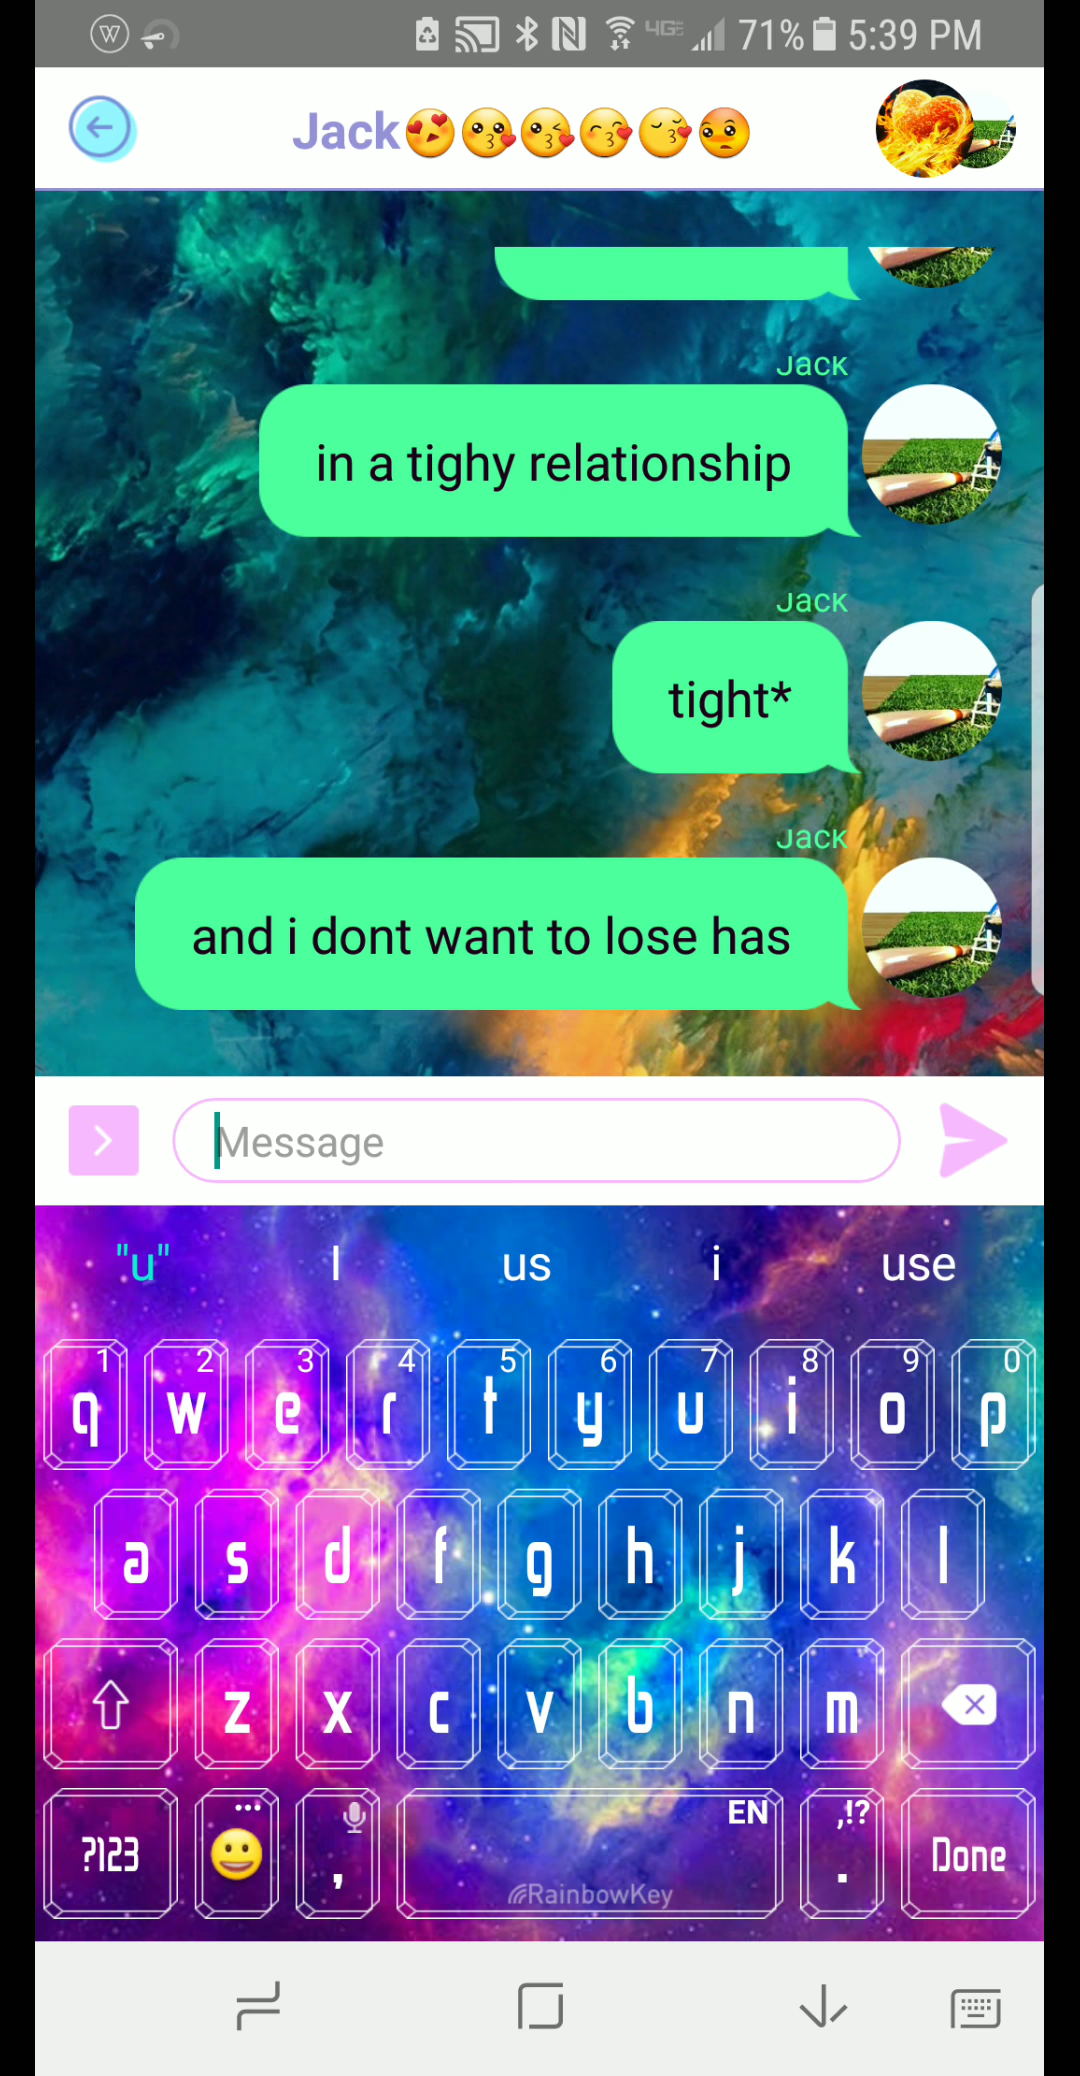 W 4GE 71% 5:39 PM
Jack😍🥺😘😙😚😳
Jack
in a tighy relationship
Jack
tight*
Jack
and i dont want to lose has
Message
"u" I us i use
1 2 3 4 5 6 7 8 9 0
q w e r t y u i o p
a s d f g h j k l
z x c v b n m
?123 , EN RainbowKey ,!? . Done